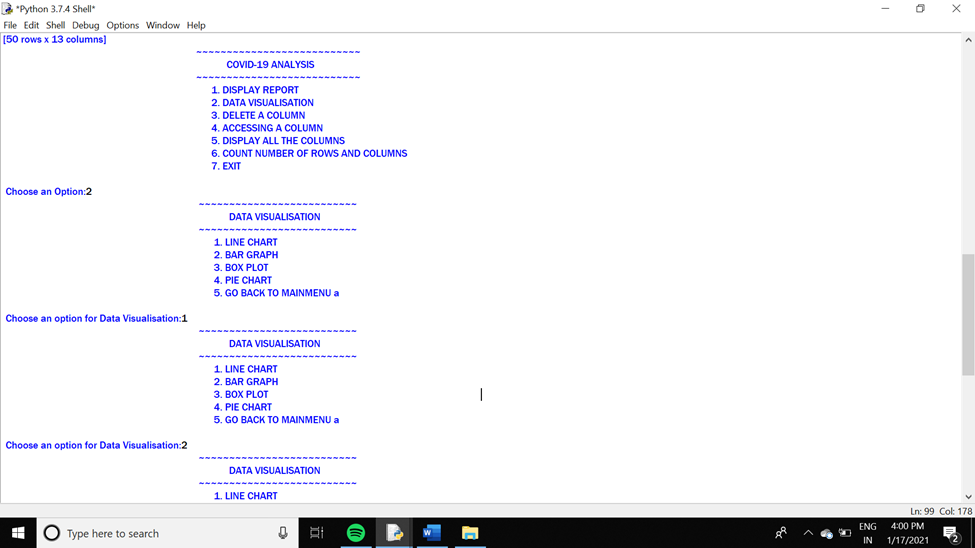 *Python 3.7.4 Shell*
File Edit Shell Debug Options Window Help
[50 rows x 13 columns]
~~~~~~~~~~~~~~~~~~~~~~~~~~~
COVID-19 ANALYSIS
~~~~~~~~~~~~~~~~~~~~~~~~~~~
1. DISPLAY REPORT
2. DATA VISUALISATION
3. DELETE A COLUMN
4. ACCESSING A COLUMN
5. DISPLAY ALL THE COLUMNS
6. COUNT NUMBER OF ROWS AND COLUMNS
7. EXIT
Choose an Option:2
~~~~~~~~~~~~~~~~~~~~~~~~~~
DATA VISUALISATION
~~~~~~~~~~~~~~~~~~~~~~~~~~
1. LINE CHART
2. BAR GRAPH
3. BOX PLOT
4. PIE CHART
5. GO BACK TO MAINMENU a
Choose an option for Data Visualisation:1
~~~~~~~~~~~~~~~~~~~~~~~~~~
DATA VISUALISATION
~~~~~~~~~~~~~~~~~~~~~~~~~~
1. LINE CHART
2. BAR GRAPH
3. BOX PLOT
4. PIE CHART
5. GO BACK TO MAINMENU a
Choose an option for Data Visualisation:2
~~~~~~~~~~~~~~~~~~~~~~~~~~
DATA VISUALISATION
~~~~~~~~~~~~~~~~~~~~~~~~~~
1. LINE CHART
Ln: 99 Col: 178
Type here to search
ENG
IN
4:00 PM
1/17/2021
2